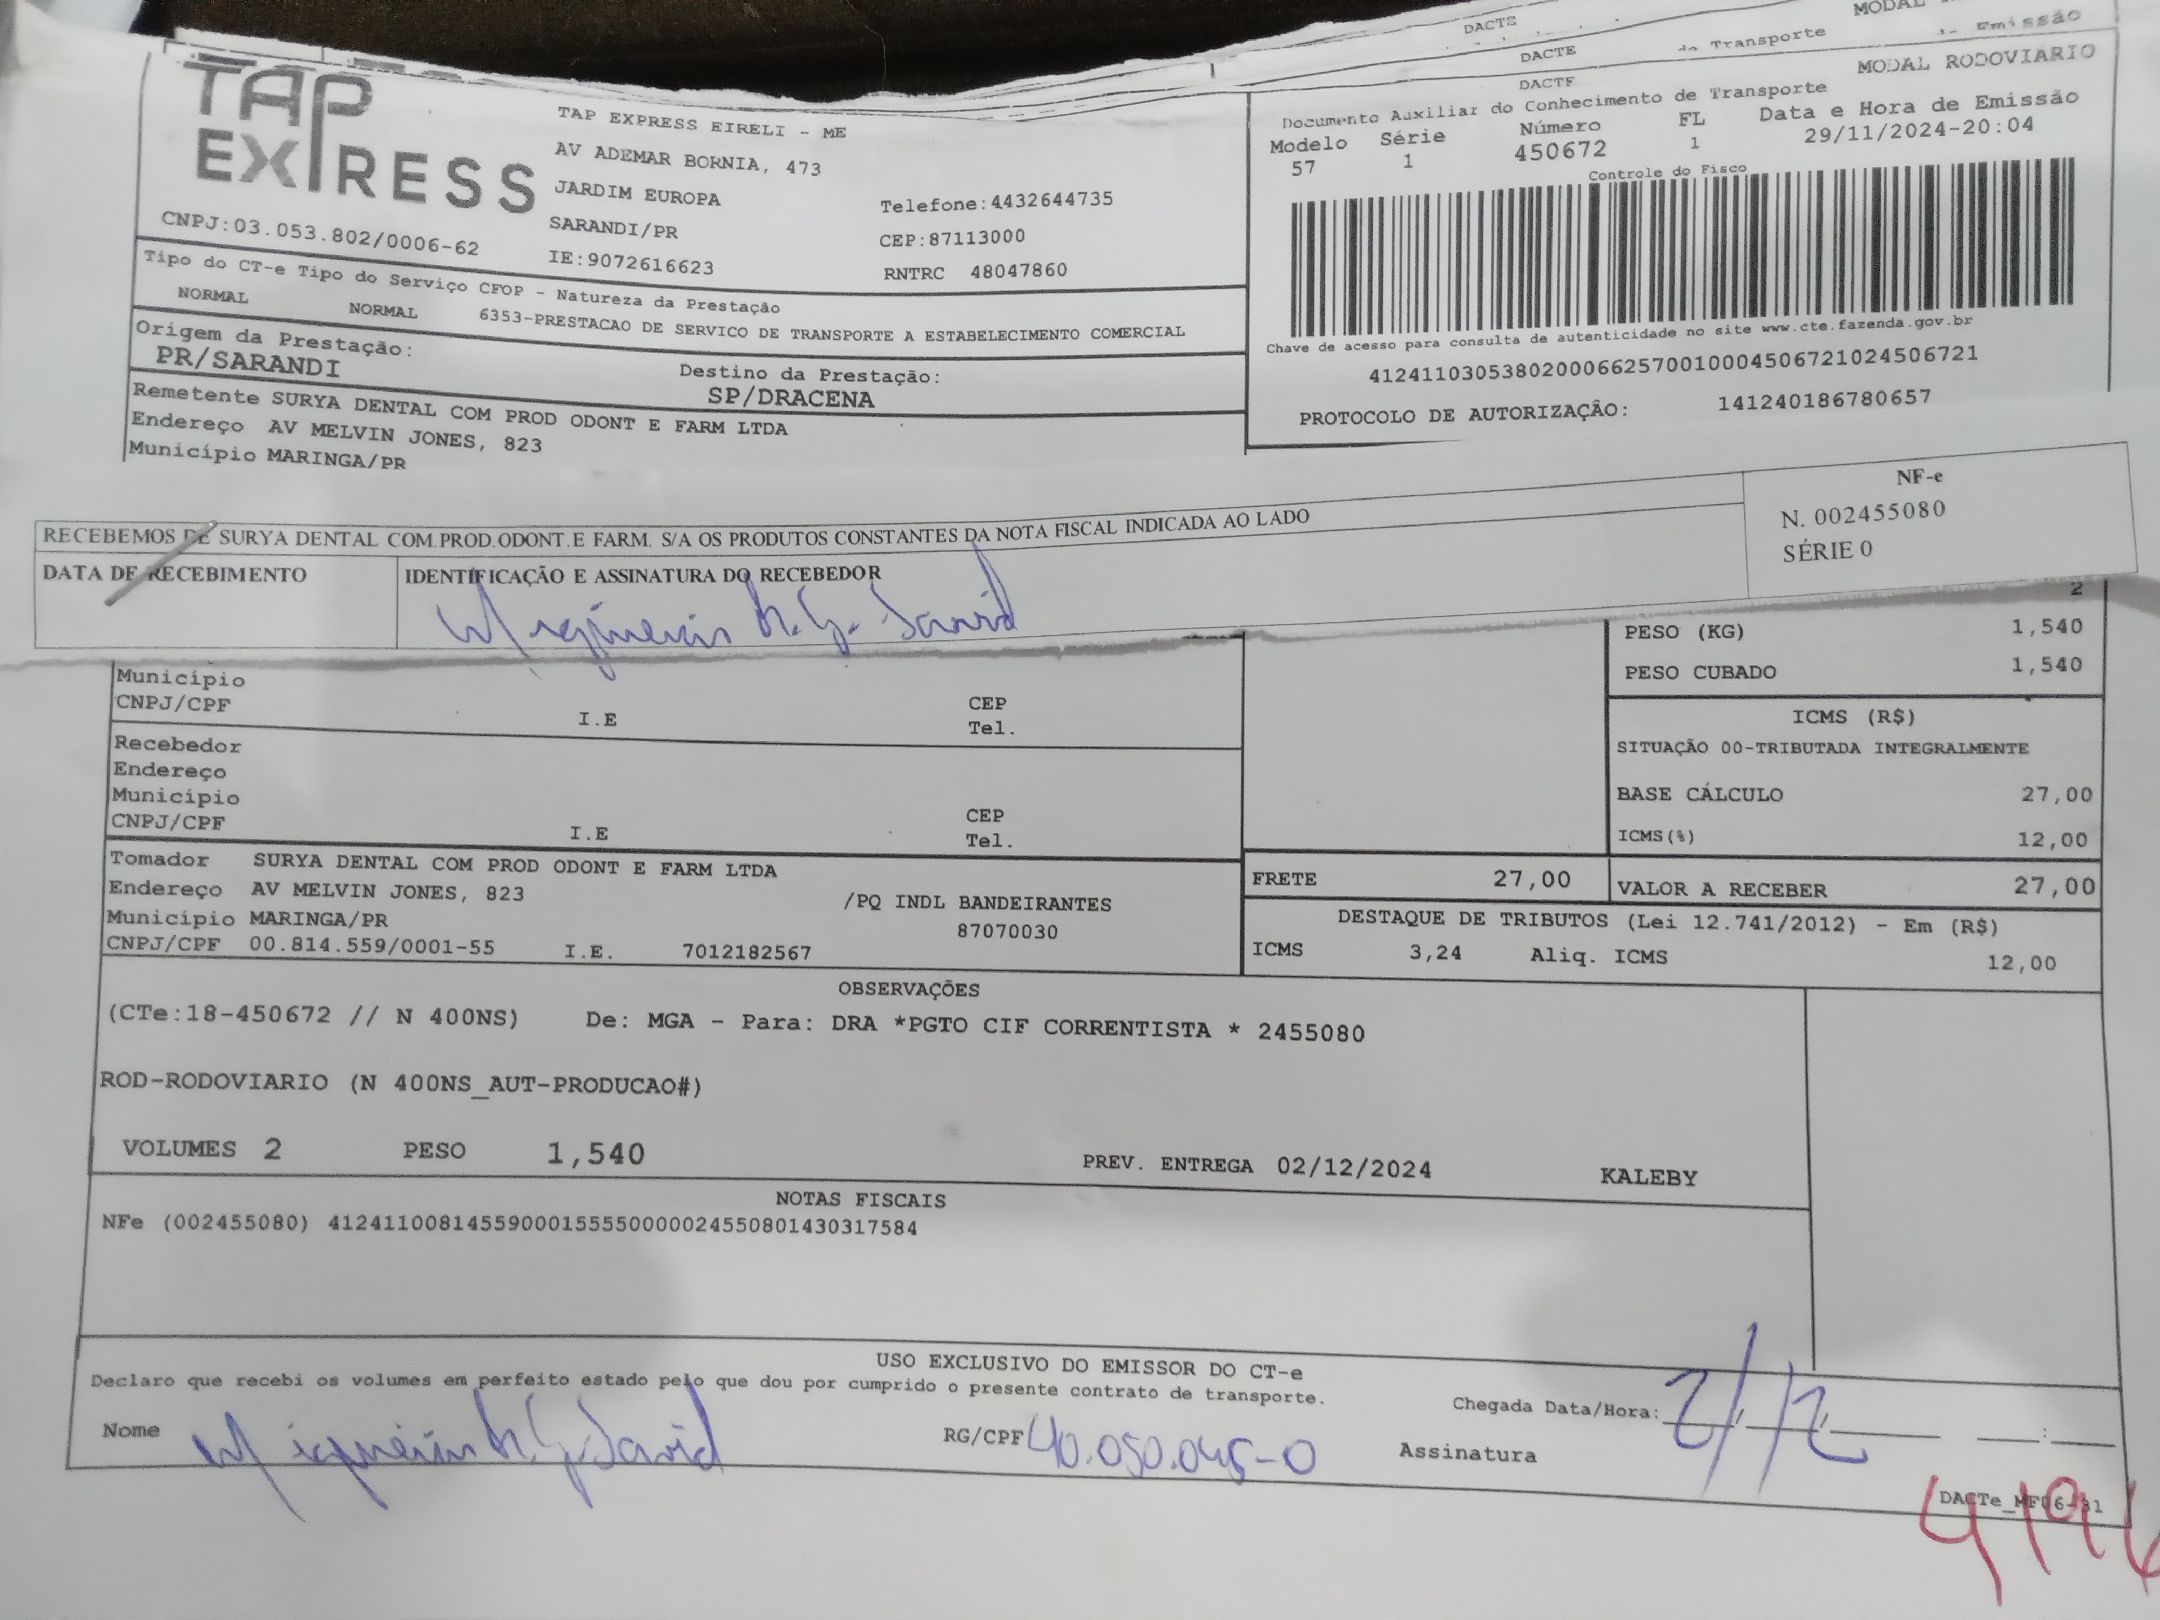 DACTE
MODAL
DACTE
Transporte
Emissão
TAP EXPRESS
TAP EXPRESS EIRELI - ME
AV ADEMAR BORNIA, 473
JARDIM EUROPA
Telefone:4432644735
SARANDI/PR
CEP:87113000
CNPJ:03.053.802/0006-62
IE:9072616623
RNTRC 48047860
DACTE
MODAL RODOVIARIO
Documento Auxiliar do Conhecimento de Transporte
Modelo Série Número FL Data e Hora de Emissão
57 1 450672 1 29/11/2024-20:04
Controle do Fisco
Chave de acesso para consulta de autenticidade no site www.cte.fazenda.gov.br
41241103053802000662570010004506721024506721
PROTOCOLO DE AUTORIZAÇÃO: 141240186780657
Tipo do CT-e Tipo do Serviço CFOP - Natureza da Prestação
NORMAL NORMAL 6353-PRESTACAO DE SERVICO DE TRANSPORTE A ESTABELECIMENTO COMERCIAL
Origem da Prestação: Destino da Prestação:
PR/SARANDI SP/DRACENA
Remetente SURYA DENTAL COM PROD ODONT E FARM LTDA
Endereço AV MELVIN JONES, 823
Município MARINGA/PR
RECEBEMOS DE SURYA DENTAL COM.PROD.ODONT.E FARM. S/A OS PRODUTOS CONSTANTES DA NOTA FISCAL INDICADA AO LADO
NF-e
N. 002455080
SÉRIE 0
DATA DE RECEBIMENTO
IDENTIFICAÇÃO E ASSINATURA DO RECEBEDOR
2
PESO (KG) 1,540
PESO CUBADO 1,540
Município
CNPJ/CPF I.E CEP
Tel.
Recebedor
Endereço
Município
CNPJ/CPF I.E CEP
Tel.
ICMS (R$)
SITUAÇÃO 00-TRIBUTADA INTEGRALMENTE
BASE CÁLCULO 27,00
ICMS(%) 12,00
Tomador SURYA DENTAL COM PROD ODONT E FARM LTDA
Endereço AV MELVIN JONES, 823 /PQ INDL BANDEIRANTES
Município MARINGA/PR 87070030
CNPJ/CPF 00.814.559/0001-55 I.E. 7012182567
FRETE 27,00 VALOR A RECEBER 27,00
DESTAQUE DE TRIBUTOS (Lei 12.741/2012) - Em (R$)
ICMS 3,24 Aliq. ICMS 12,00
OBSERVAÇÕES
(CTe:18-450672 // N 400NS) De: MGA - Para: DRA *PGTO CIF CORRENTISTA * 2455080
ROD-RODOVIARIO (N 400NS_AUT-PRODUCAO#)
VOLUMES 2 PESO 1,540 PREV. ENTREGA 02/12/2024 KALEBY
NOTAS FISCAIS
NFe (002455080) 41241100814559000155550000024550801430317584
USO EXCLUSIVO DO EMISSOR DO CT-e
Declaro que recebi os volumes em perfeito estado pelo que dou por cumprido o presente contrato de transporte.
Chegada Data/Hora: 2/12
Nome
RG/CPF 40.050.045-0
Assinatura
DACTe_MF06-31